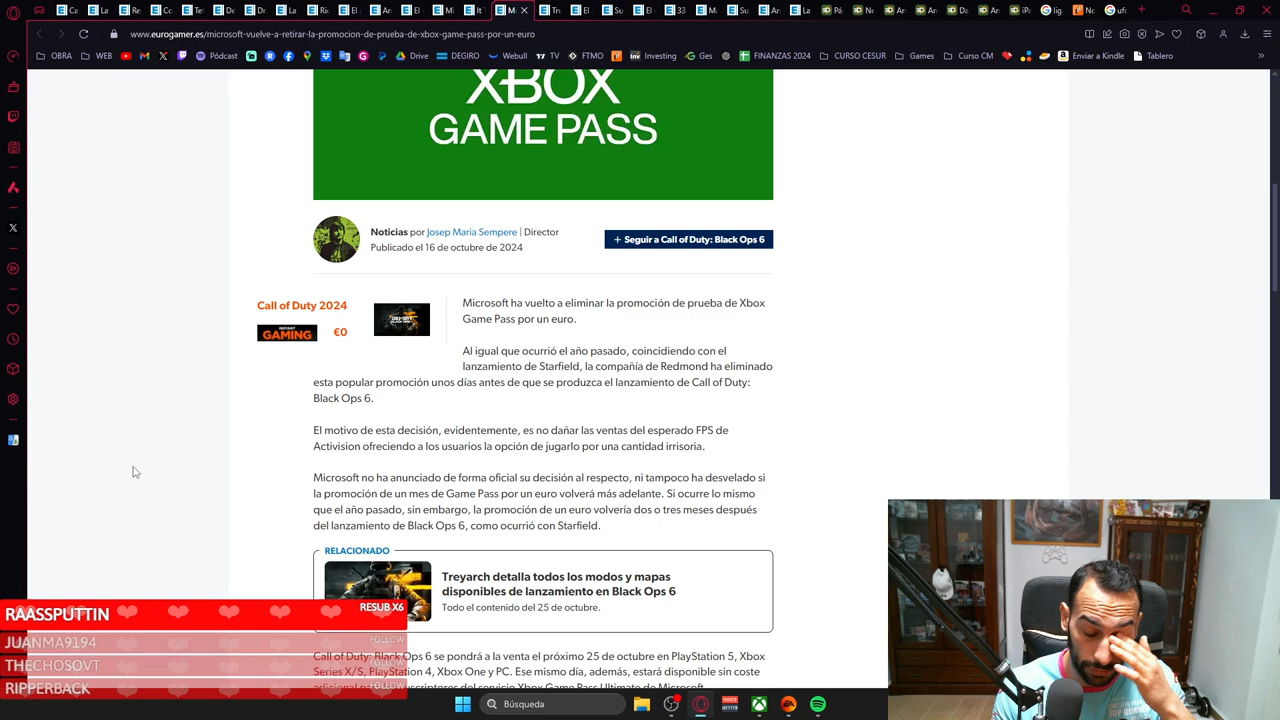 www.eurogamer.es/microsoft-vuelve-a-retirar-la-promocion-de-prueba-de-xbox-game-pass-por-un-euro
OBRA WEB X Pódcast Drive DEGIRO Webull TV FTMO Investing Ges FINANZAS 2024 CURSO CESUR Games Curso CM Enviar a Kindle Tablero
XBOX
GAME PASS
Noticias por Josep Maria Sempere | Director
Publicado el 16 de octubre de 2024
+ Seguir a Call of Duty: Black Ops 6
Call of Duty 2024
INSTANT
GAMING
€0
Microsoft ha vuelto a eliminar la promoción de prueba de Xbox
Game Pass por un euro.
Al igual que ocurrió el año pasado, coincidiendo con el
lanzamiento de Starfield, la compañía de Redmond ha eliminado
esta popular promoción unos días antes de que se produzca el lanzamiento de Call of Duty:
Black Ops 6.
El motivo de esta decisión, evidentemente, es no dañar las ventas del esperado FPS de
Activision ofreciendo a los usuarios la opción de jugarlo por una cantidad irrisoria.
Microsoft no ha anunciado de forma oficial su decisión al respecto, ni tampoco ha desvelado si
la promoción de un mes de Game Pass por un euro volverá más adelante. Si ocurre lo mismo
que el año pasado, sin embargo, la promoción de un euro volvería dos o tres meses después
del lanzamiento de Black Ops 6, como ocurrió con Starfield.
RELACIONADO
Treyarch detalla todos los modos y mapas
disponibles de lanzamiento en Black Ops 6
Todo el contenido del 25 de octubre.
RAASSPUTTIN RESUB X6
JUANMA9194 FOLLOW
THECHOSOVT FOLLOW
RIPPERBACK FOLLOW
Call of Duty: Black Ops 6 se pondrá a la venta el próximo 25 de octubre en PlayStation 5, Xbox
Series X/S, PlayStation 4, Xbox One y PC. Ese mismo día, además, estará disponible sin coste
Búsqueda